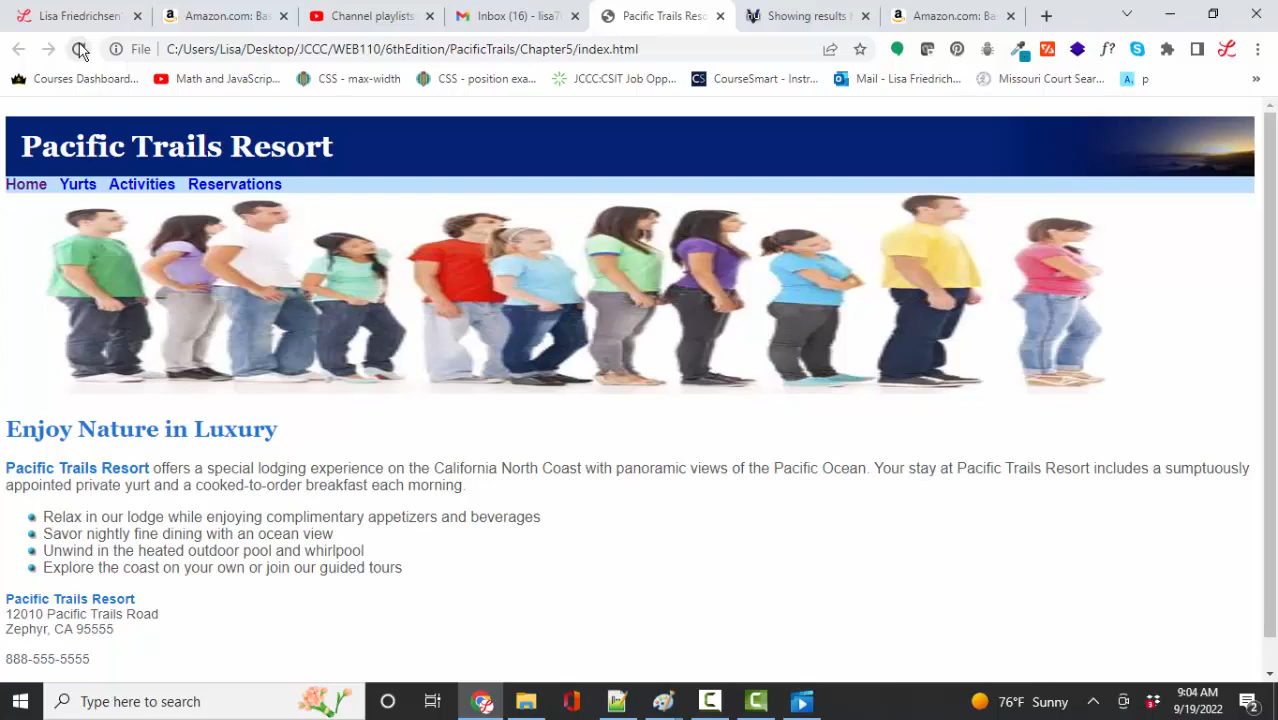 Lisa Friedrichsen
Amazon.com: Ba
Channel playlists
Inbox (16) - lisa7
Pacific Trails Res
Showing results f
Amazon.com: Ba
File
C:/Users/Lisa/Desktop/JCCC/WEB110/6thEdition/PacificTrails/Chapter5/index.html
Courses Dashboard...
Math and JavaScrip...
CSS - max-width
CSS - position exa...
JCCC:CSIT Job Opp...
CourseSmart - Instr...
Mail - Lisa Friedrich...
Missouri Court Sear...
p
Pacific Trails Resort
Home Yurts Activities Reservations
Enjoy Nature in Luxury
Pacific Trails Resort offers a special lodging experience on the California North Coast with panoramic views of the Pacific Ocean. Your stay at Pacific Trails Resort includes a sumptuously
appointed private yurt and a cooked-to-order breakfast each morning.
Relax in our lodge while enjoying complimentary appetizers and beverages
Savor nightly fine dining with an ocean view
Unwind in the heated outdoor pool and whirlpool
Explore the coast on your own or join our guided tours
Pacific Trails Resort
12010 Pacific Trails Road
Zephyr, CA 95555
888-555-5555
Type here to search
76°F Sunny
9:04 AM
9/19/2022
2